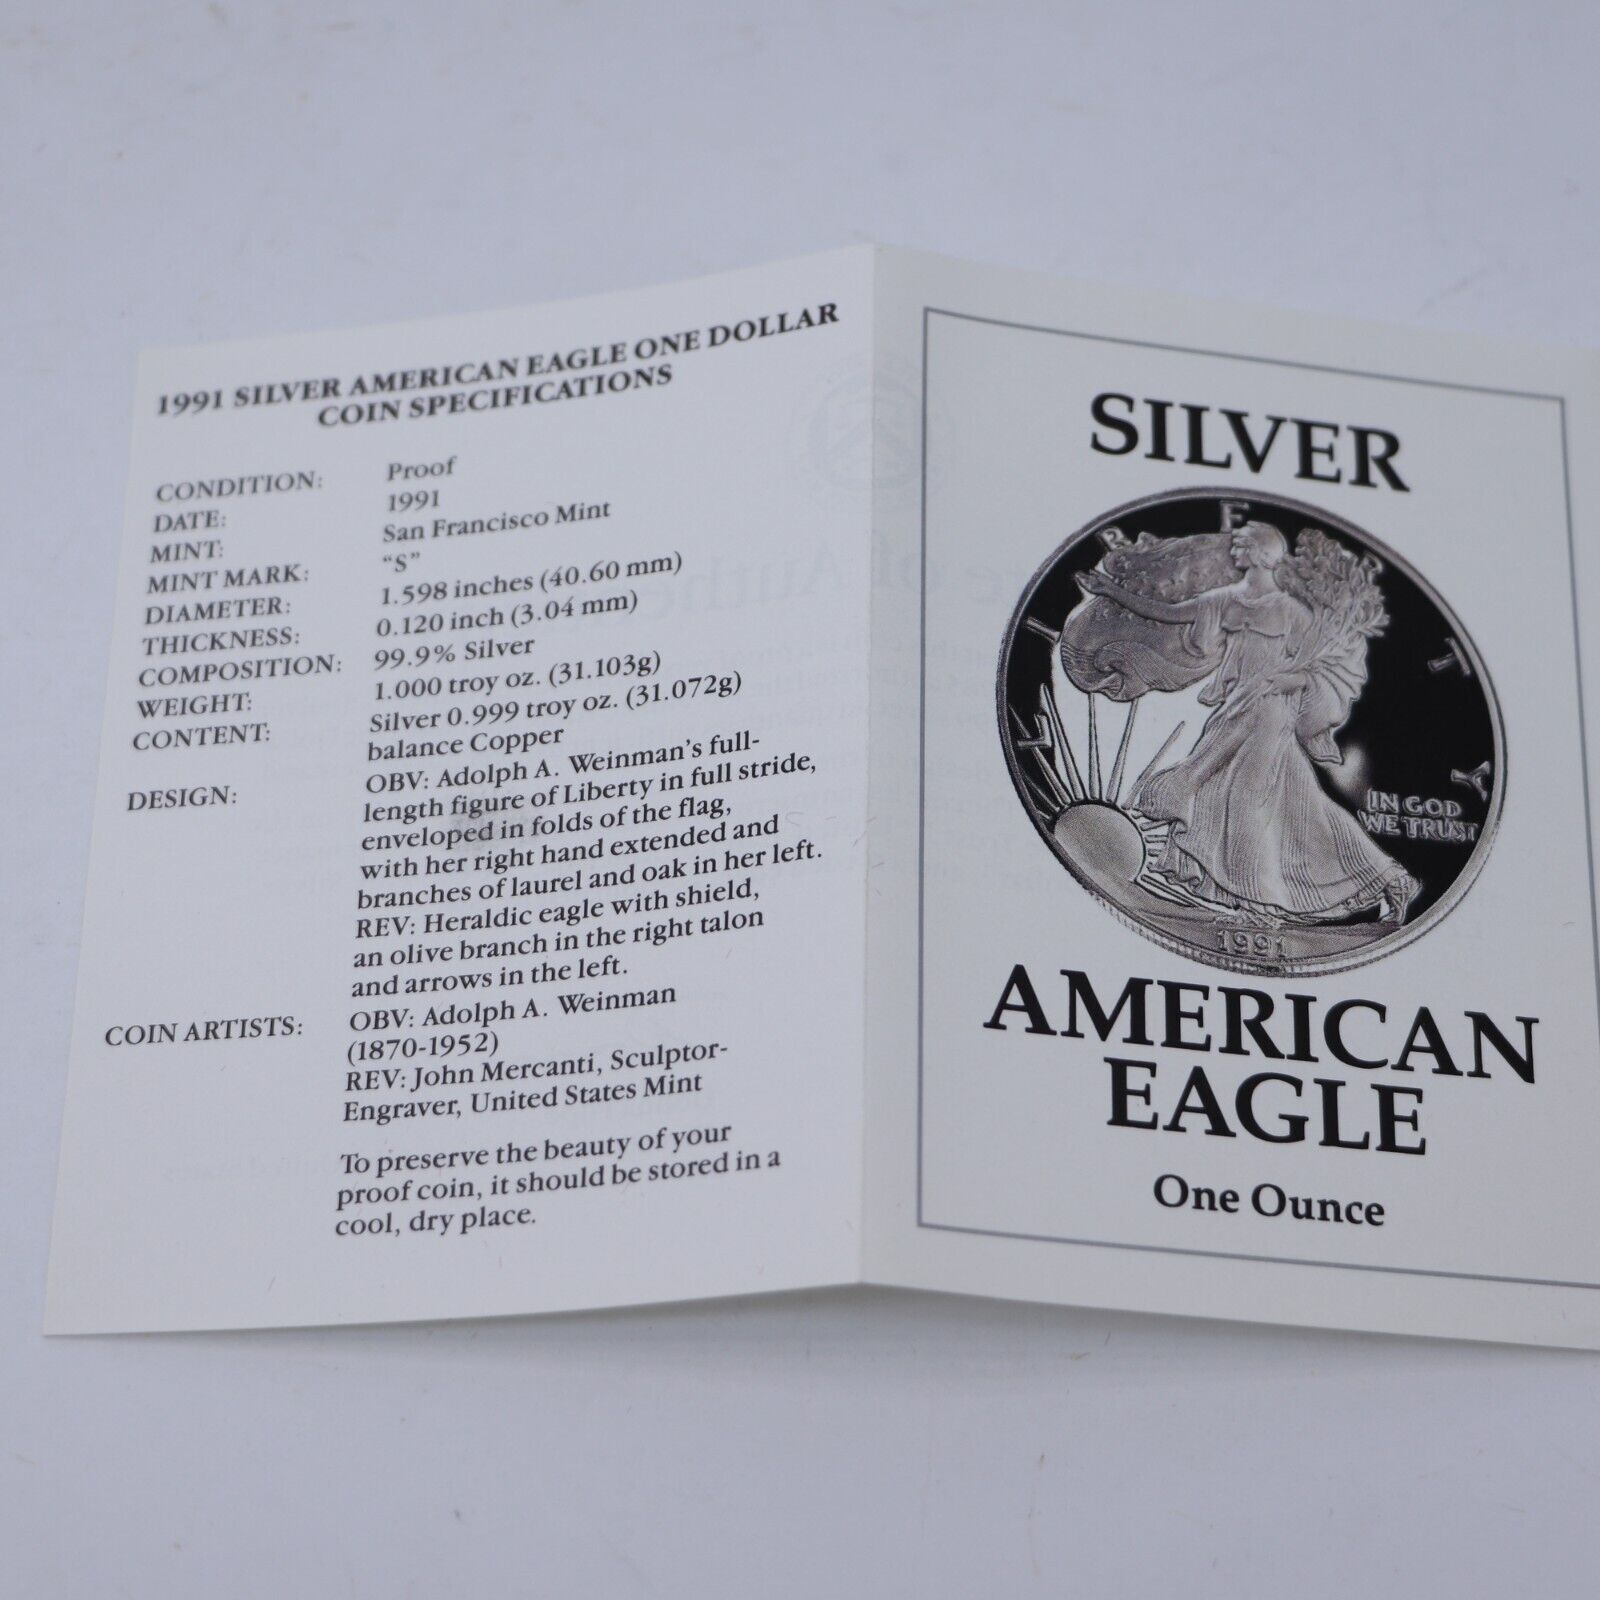 1991 SILVER AMERICAN EAGLE ONE DOLLAR
COIN SPECIFICATIONS
CONDITION: Proof
DATE: 1991
MINT: San Francisco Mint
MINT MARK: “S”
DIAMETER: 1.598 inches (40.60 mm)
THICKNESS: 0.120 inch (3.04 mm)
COMPOSITION: 99.9% Silver
WEIGHT: 1.000 troy oz. (31.103g)
CONTENT: Silver 0.999 troy oz. (31.072g)
balance Copper
DESIGN: OBV: Adolph A. Weinman’s full-
length figure of Liberty in full stride,
enveloped in folds of the flag,
with her right hand extended and
branches of laurel and oak in her left.
REV: Heraldic eagle with shield,
an olive branch in the right talon
and arrows in the left.
COIN ARTISTS: OBV: Adolph A. Weinman
(1870-1952)
REV: John Mercanti, Sculptor-
Engraver, United States Mint
To preserve the beauty of your
proof coin, it should be stored in a
cool, dry place.
SILVER
LIBERTY
IN GOD
WE TRUST
1991
AMERICAN
EAGLE
One Ounce